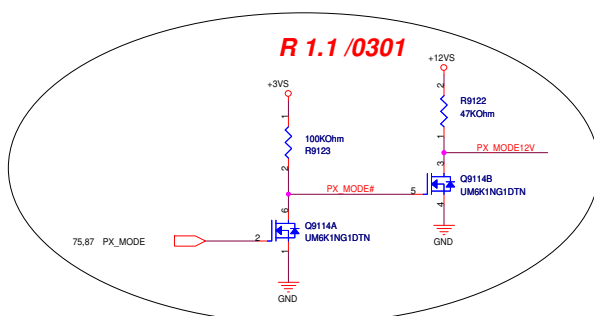 R 1.1 /0301
+12VS
+3VS
2
R9122
47KOhm
1
1
100KOhm
R9123
2
PX_MODE12V
3
PX_MODE#
5
Q9114B
UM6K1NG1DTN
4
6
Q9114A
UM6K1NG1DTN
75,87 PX_MODE
2
1
GND
GND